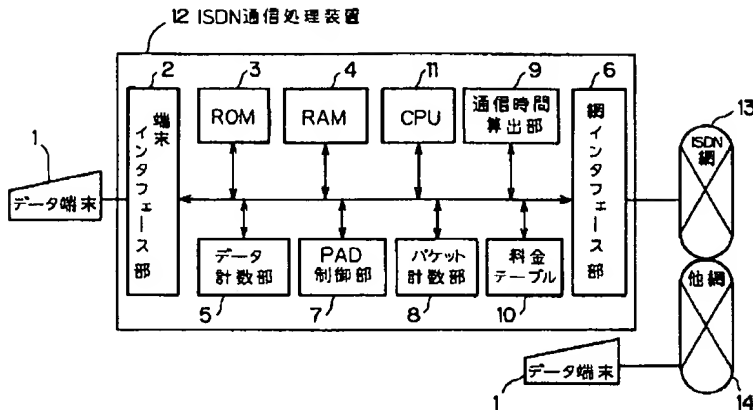 12 ISDN通信処理装置
2
3
4
11
9
6
13
1
端末
インタフェース部
ROM
RAM
CPU
通信時間
算出部
網インタフェース部
ISDN
網
データ端末
データ
計数部
PAD
制御部
パケット
計数部
料金
テーブル
他網
5
7
8
10
1
データ端末
14